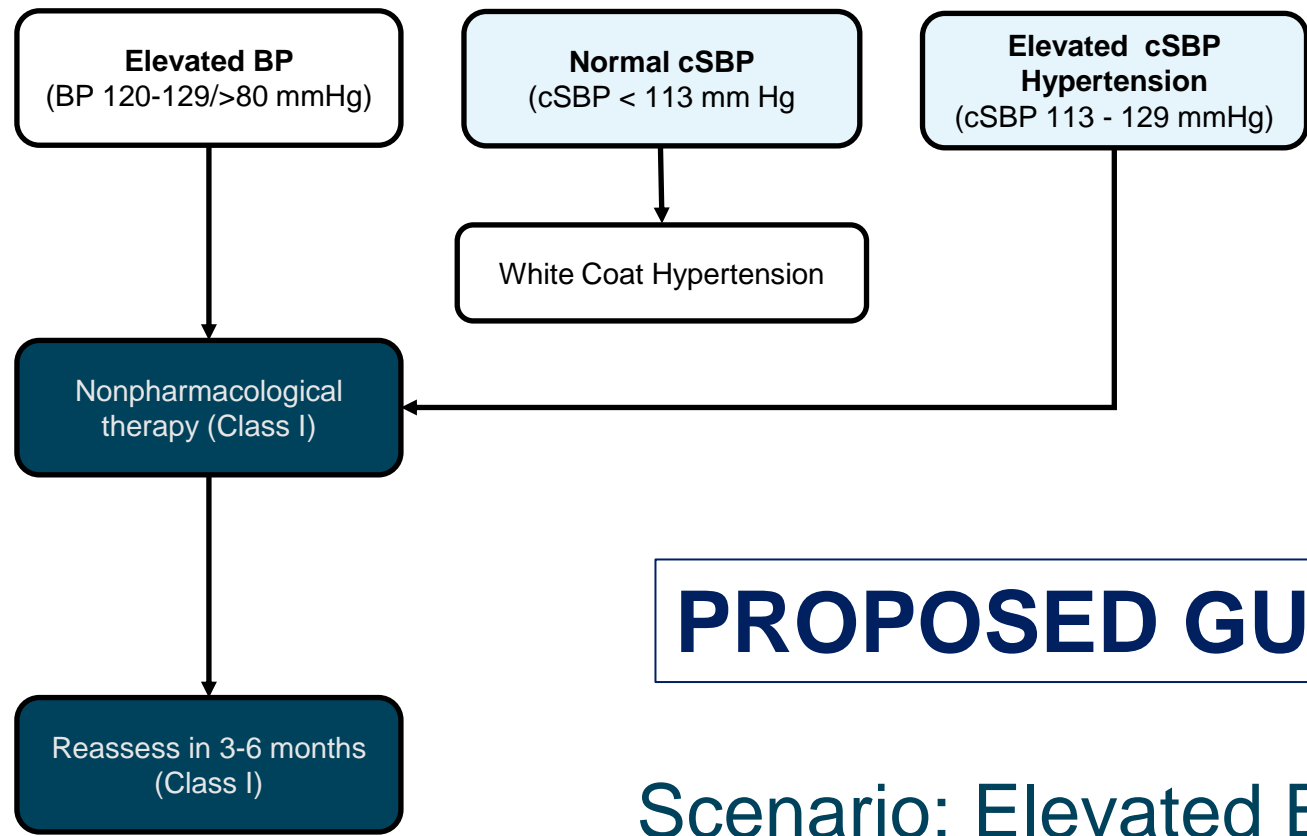 Elevated BP
(BP 120-129/>80 mmHg)
Normal cSBP
(cSBP < 113 mm Hg
Elevated cSBP
Hypertension
(cSBP 113 - 129 mmHg)
White Coat Hypertension
Nonpharmacological
therapy (Class I)
PROPOSED GU
Reassess in 3-6 months
(Class I)
Scenario: Elevated